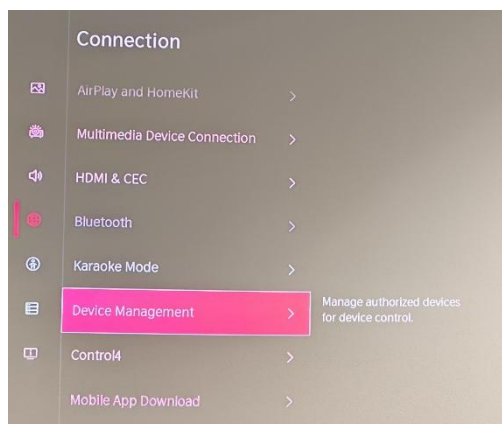 Connection
AirPlay and HomeKit
Multimedia Device Connection
HDMI & CEC
Bluetooth
Karaoke Mode
Device Management
Manage authorized devices
for device control.
Control4
Mobile App Download